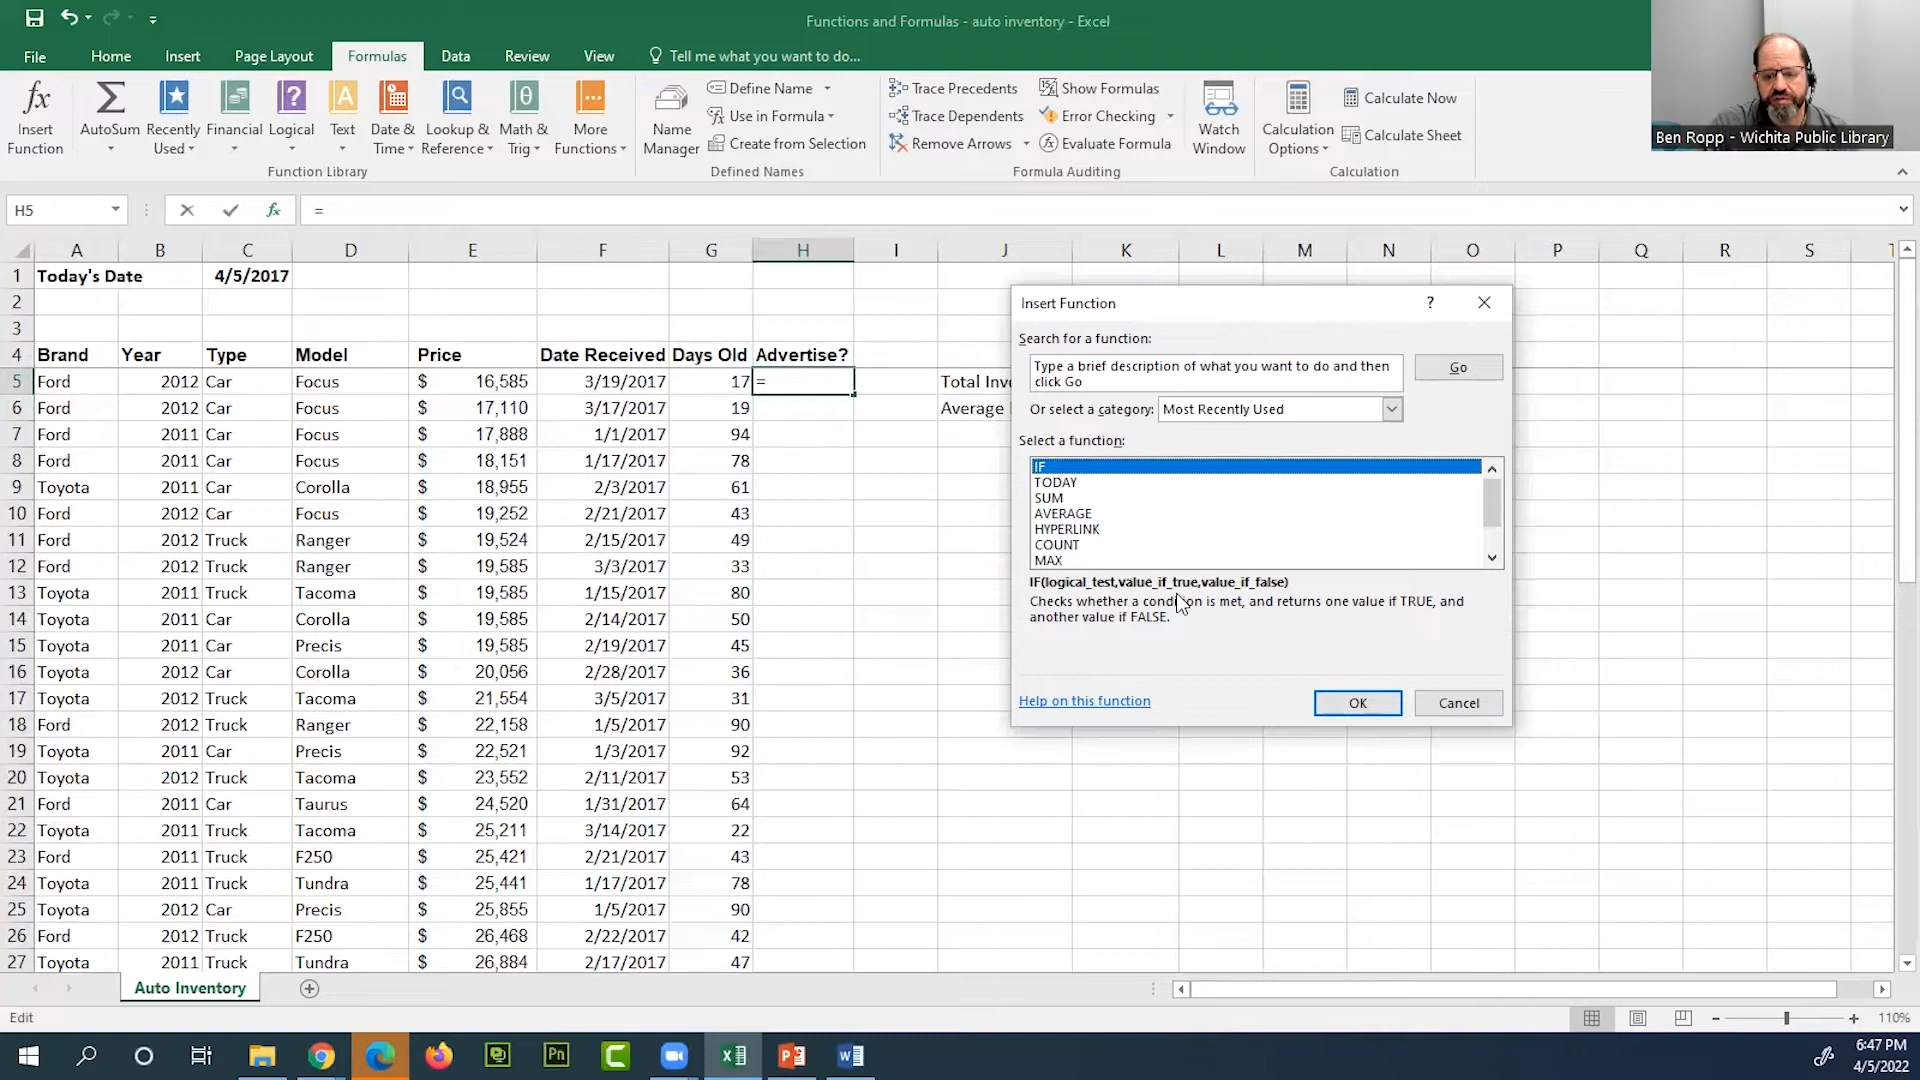 Functions and Formulas - auto inventory - Excel
File Home Insert Page Layout Formulas Data Review View Tell me what you want to do...
fx Σ θ
Insert Function
AutoSum
Recently Used
Financial
Logical
Text
Date & Time
Lookup & Reference
Math & Trig
More Functions
Function Library
Name Manager
Define Name
Use in Formula
Create from Selection
Defined Names
Trace Precedents
Trace Dependents
Remove Arrows
Show Formulas
Error Checking
Evaluate Formula
Formula Auditing
Watch Window
Calculation Options
Calculate Now
Calculate Sheet
Calculation
Ben Ropp - Wichita Public Library
H5 fx =
A B C D E F G H I J K L M N O P Q R S T
1 Today's Date 4/5/2017
2
3
4 Brand Year Type Model Price Date Received Days Old Advertise?
5 Ford 2012 Car Focus $ 16,585 3/19/2017 17 = Total Inv
6 Ford 2012 Car Focus $ 17,110 3/17/2017 19 Average
7 Ford 2011 Car Focus $ 17,888 1/1/2017 94
8 Ford 2011 Car Focus $ 18,151 1/17/2017 78
9 Toyota 2011 Car Corolla $ 18,955 2/3/2017 61
10 Ford 2012 Car Focus $ 19,252 2/21/2017 43
11 Ford 2012 Truck Ranger $ 19,524 2/15/2017 49
12 Ford 2012 Truck Ranger $ 19,585 3/3/2017 33
13 Toyota 2011 Truck Tacoma $ 19,585 1/15/2017 80
14 Toyota 2011 Car Corolla $ 19,585 2/14/2017 50
15 Toyota 2011 Car Precis $ 19,585 2/19/2017 45
16 Toyota 2012 Car Corolla $ 20,056 2/28/2017 36
17 Toyota 2012 Truck Tacoma $ 21,554 3/5/2017 31
18 Ford 2012 Truck Ranger $ 22,158 1/5/2017 90
19 Toyota 2011 Car Precis $ 22,521 1/3/2017 92
20 Toyota 2012 Truck Tacoma $ 23,552 2/11/2017 53
21 Ford 2011 Car Taurus $ 24,520 1/31/2017 64
22 Toyota 2011 Truck Tacoma $ 25,211 3/14/2017 22
23 Ford 2011 Truck F250 $ 25,421 2/21/2017 43
24 Toyota 2011 Truck Tundra $ 25,441 1/17/2017 78
25 Toyota 2012 Car Precis $ 25,855 1/5/2017 90
26 Ford 2012 Truck F250 $ 26,468 2/22/2017 42
27 Toyota 2011 Truck Tundra $ 26,884 2/17/2017 47
Insert Function ?
Search for a function:
Type a brief description of what you want to do and then
click Go
Go
Or select a category: Most Recently Used
Select a function:
IF
TODAY
SUM
AVERAGE
HYPERLINK
COUNT
MAX
IF(logical_test,value_if_true,value_if_false)
Checks whether a condition is met, and returns one value if TRUE, and
another value if FALSE.
Help on this function
OK Cancel
Auto Inventory
Edit 110%
Pn
6:47 PM
4/5/2022